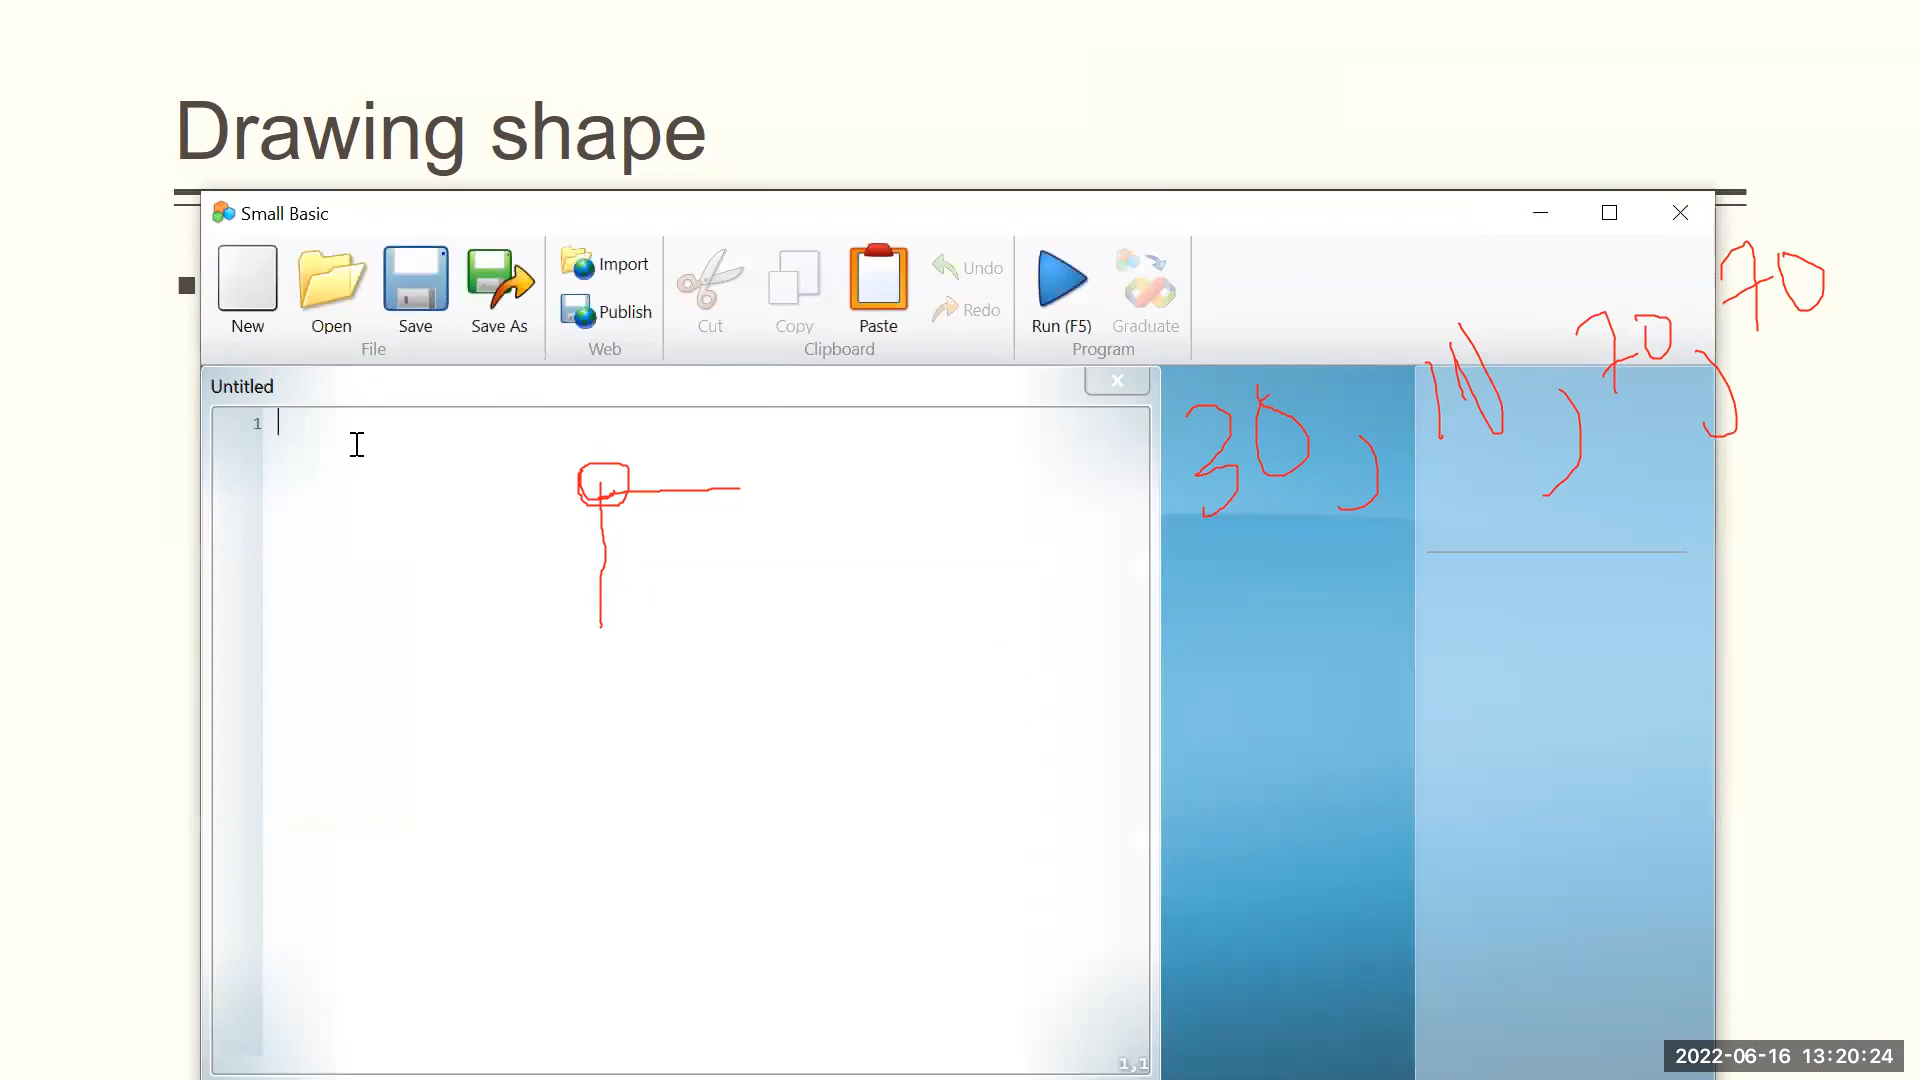 Drawing shape
Small Basic
New
Open
Save
Save As
File
Import
Publish
Web
Cut
Copy
Paste
Undo
Redo
Clipboard
Run (F5)
Graduate
Program
Untitled
1
30, 10, 70, 70
1,1
2022-06-16 13:20:24